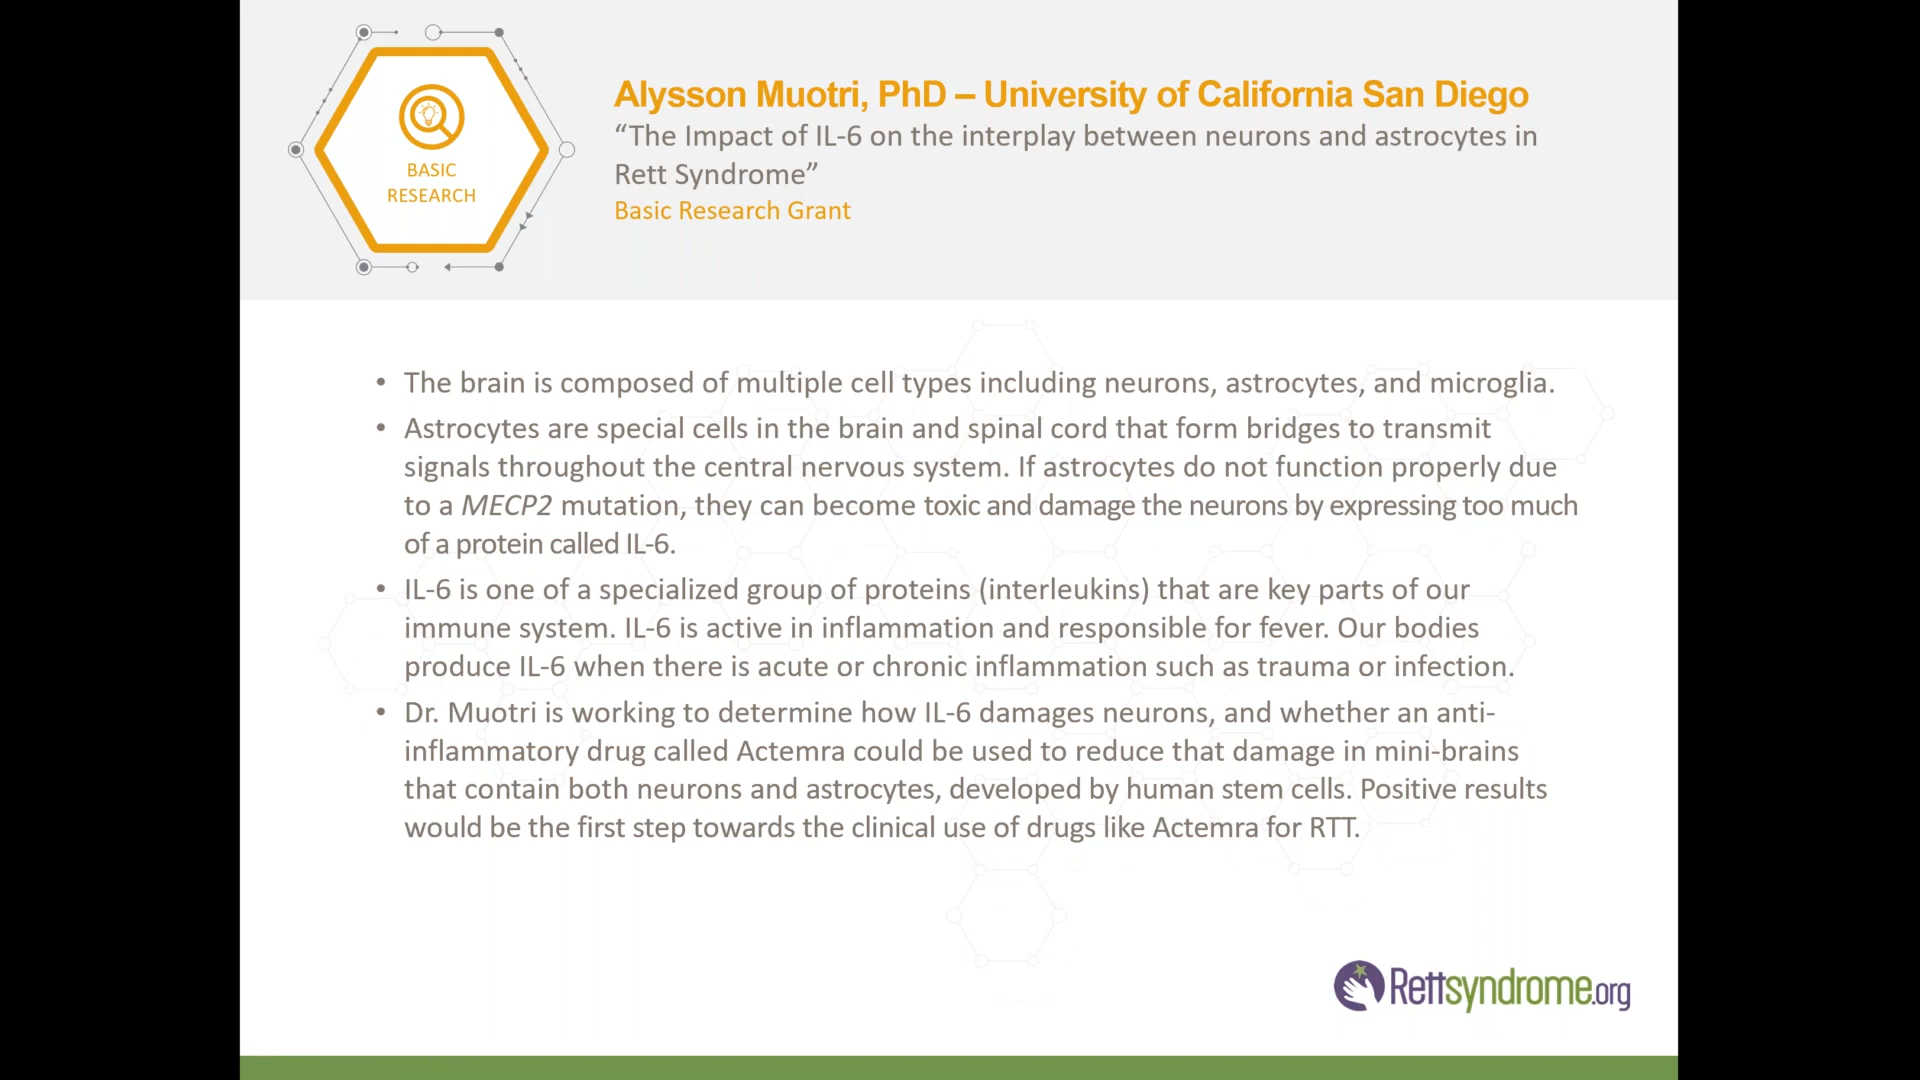 BASIC
RESEARCH
Alysson Muotri, PhD – University of California San Diego
“The Impact of IL-6 on the interplay between neurons and astrocytes in
Rett Syndrome”
Basic Research Grant
• The brain is composed of multiple cell types including neurons, astrocytes, and microglia.
• Astrocytes are special cells in the brain and spinal cord that form bridges to transmit
signals throughout the central nervous system. If astrocytes do not function properly due
to a MECP2 mutation, they can become toxic and damage the neurons by expressing too much
of a protein called IL-6.
• IL-6 is one of a specialized group of proteins (interleukins) that are key parts of our
immune system. IL-6 is active in inflammation and responsible for fever. Our bodies
produce IL-6 when there is acute or chronic inflammation such as trauma or infection.
• Dr. Muotri is working to determine how IL-6 damages neurons, and whether an anti-
inflammatory drug called Actemra could be used to reduce that damage in mini-brains
that contain both neurons and astrocytes, developed by human stem cells. Positive results
would be the first step towards the clinical use of drugs like Actemra for RTT.
Rettsyndrome.org